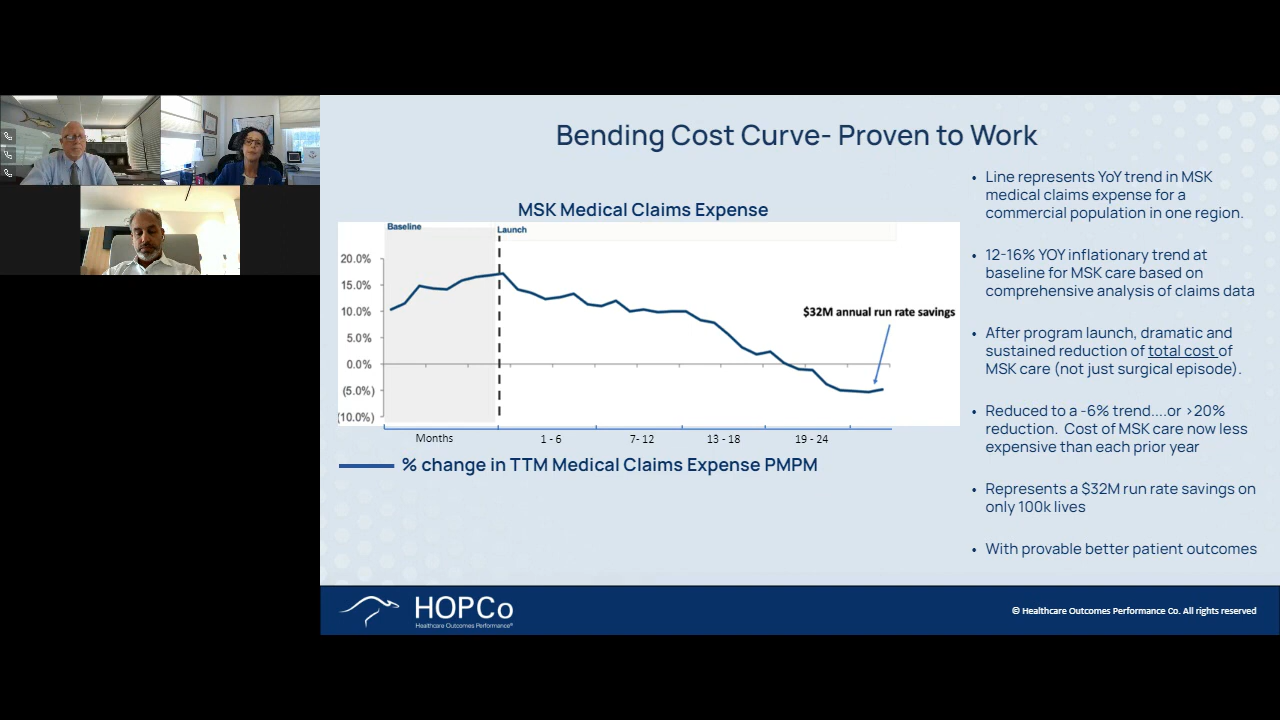 Bending Cost Curve- Proven to Work
MSK Medical Claims Expense
Baseline
Launch
20.0%
15.0%
10.0%
5.0%
0.0%
(5.0%)
(10.0%)
$32M annual run rate savings
Months
1 - 6
7- 12
13 - 18
19 - 24
% change in TTM Medical Claims Expense PMPM
• Line represents YoY trend in MSK
medical claims expense for a
commercial population in one region.
• 12-16% YOY inflationary trend at
baseline for MSK care based on
comprehensive analysis of claims data
• After program launch, dramatic and
sustained reduction of total cost of
MSK care (not just surgical episode).
• Reduced to a -6% trend....or >20%
reduction. Cost of MSK care now less
expensive than each prior year
• Represents a $32M run rate savings on
only 100k lives
• With provable better patient outcomes
HOPCo
Healthcare Outcomes Performance®
© Healthcare Outcomes Performance Co. All rights reserved